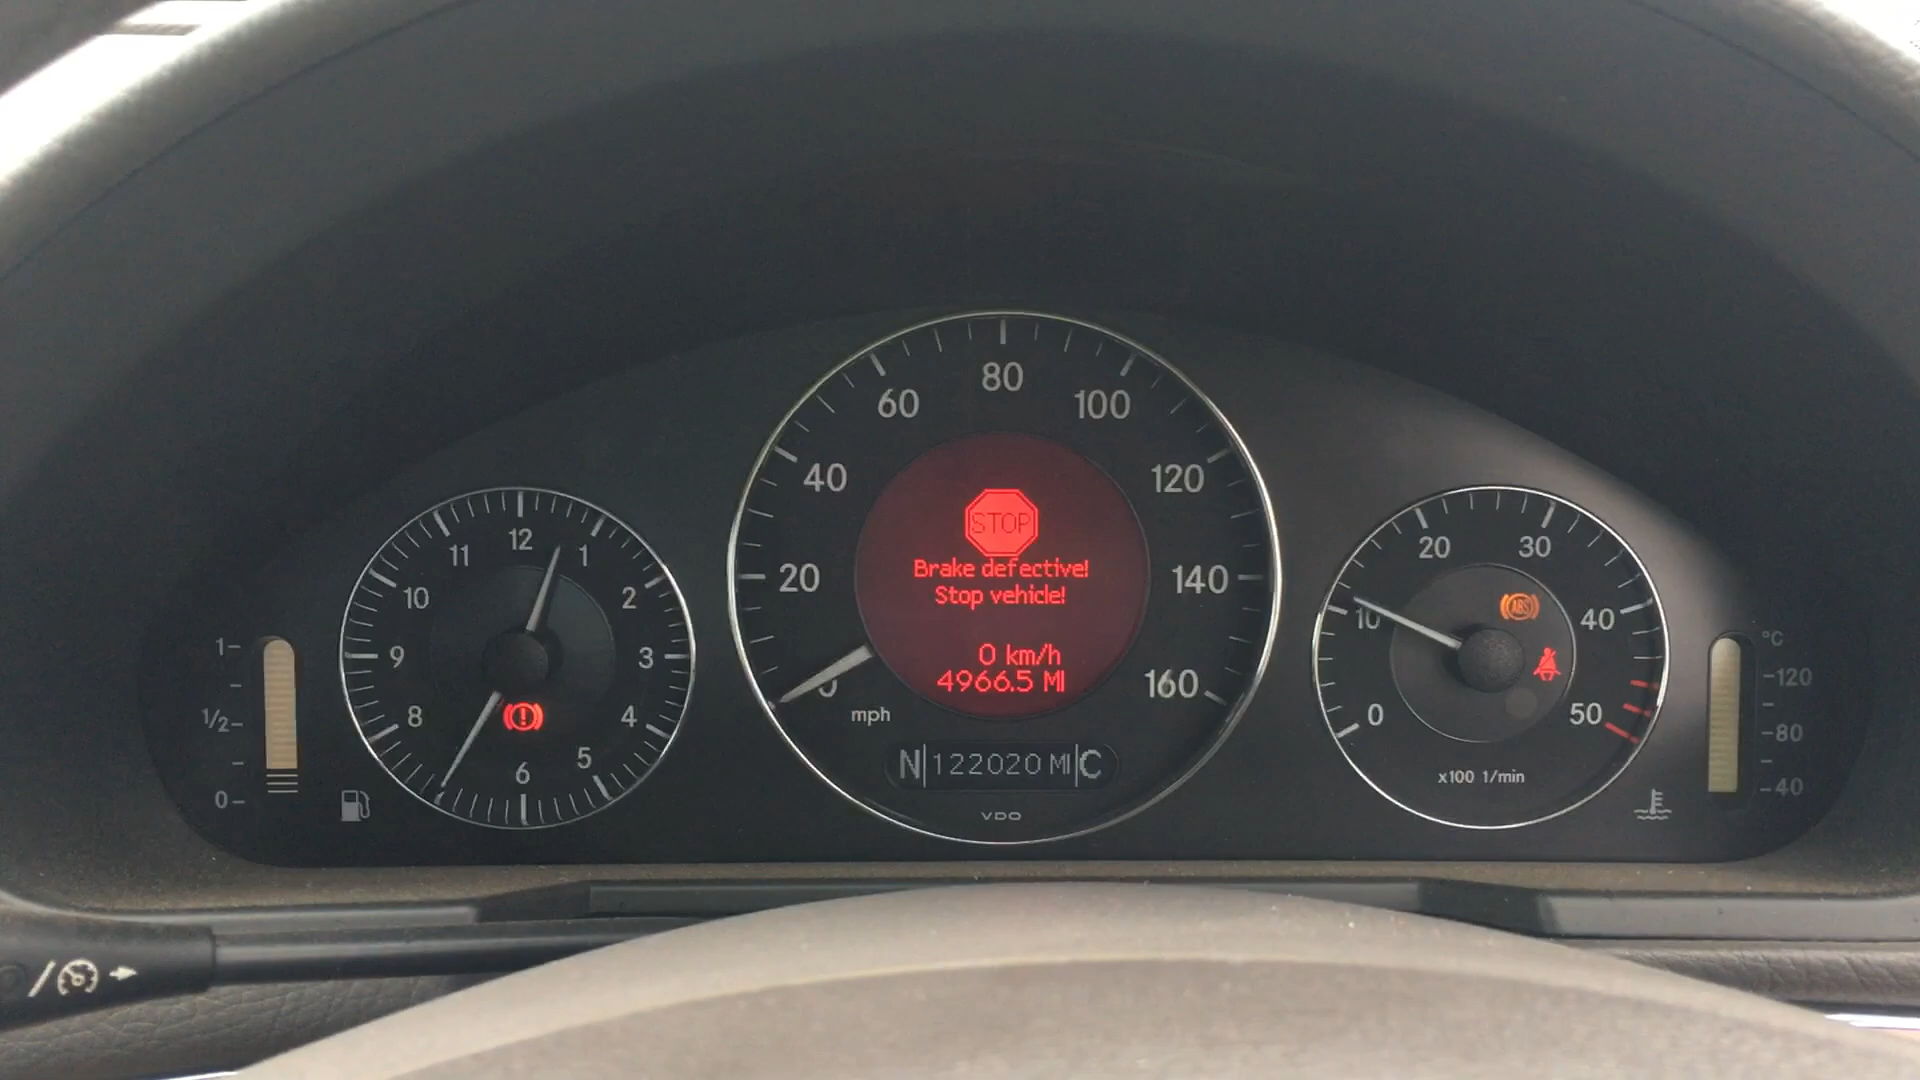 STOP
Brake defective!
Stop vehicle!
0 km/h
4966.5 MI
N 122020 MI C
VDO
mph
20
40
60
80
100
120
140
160
12
1
2
3
4
5
6
8
9
10
11
1
1/2
0
0
10
20
30
40
50
x100 1/min
ABS
°C
120
80
40